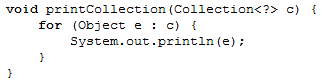 void printCollection(Collection<?> c) {
    for (Object e : c) {
        System.out.println(e);
    }
}